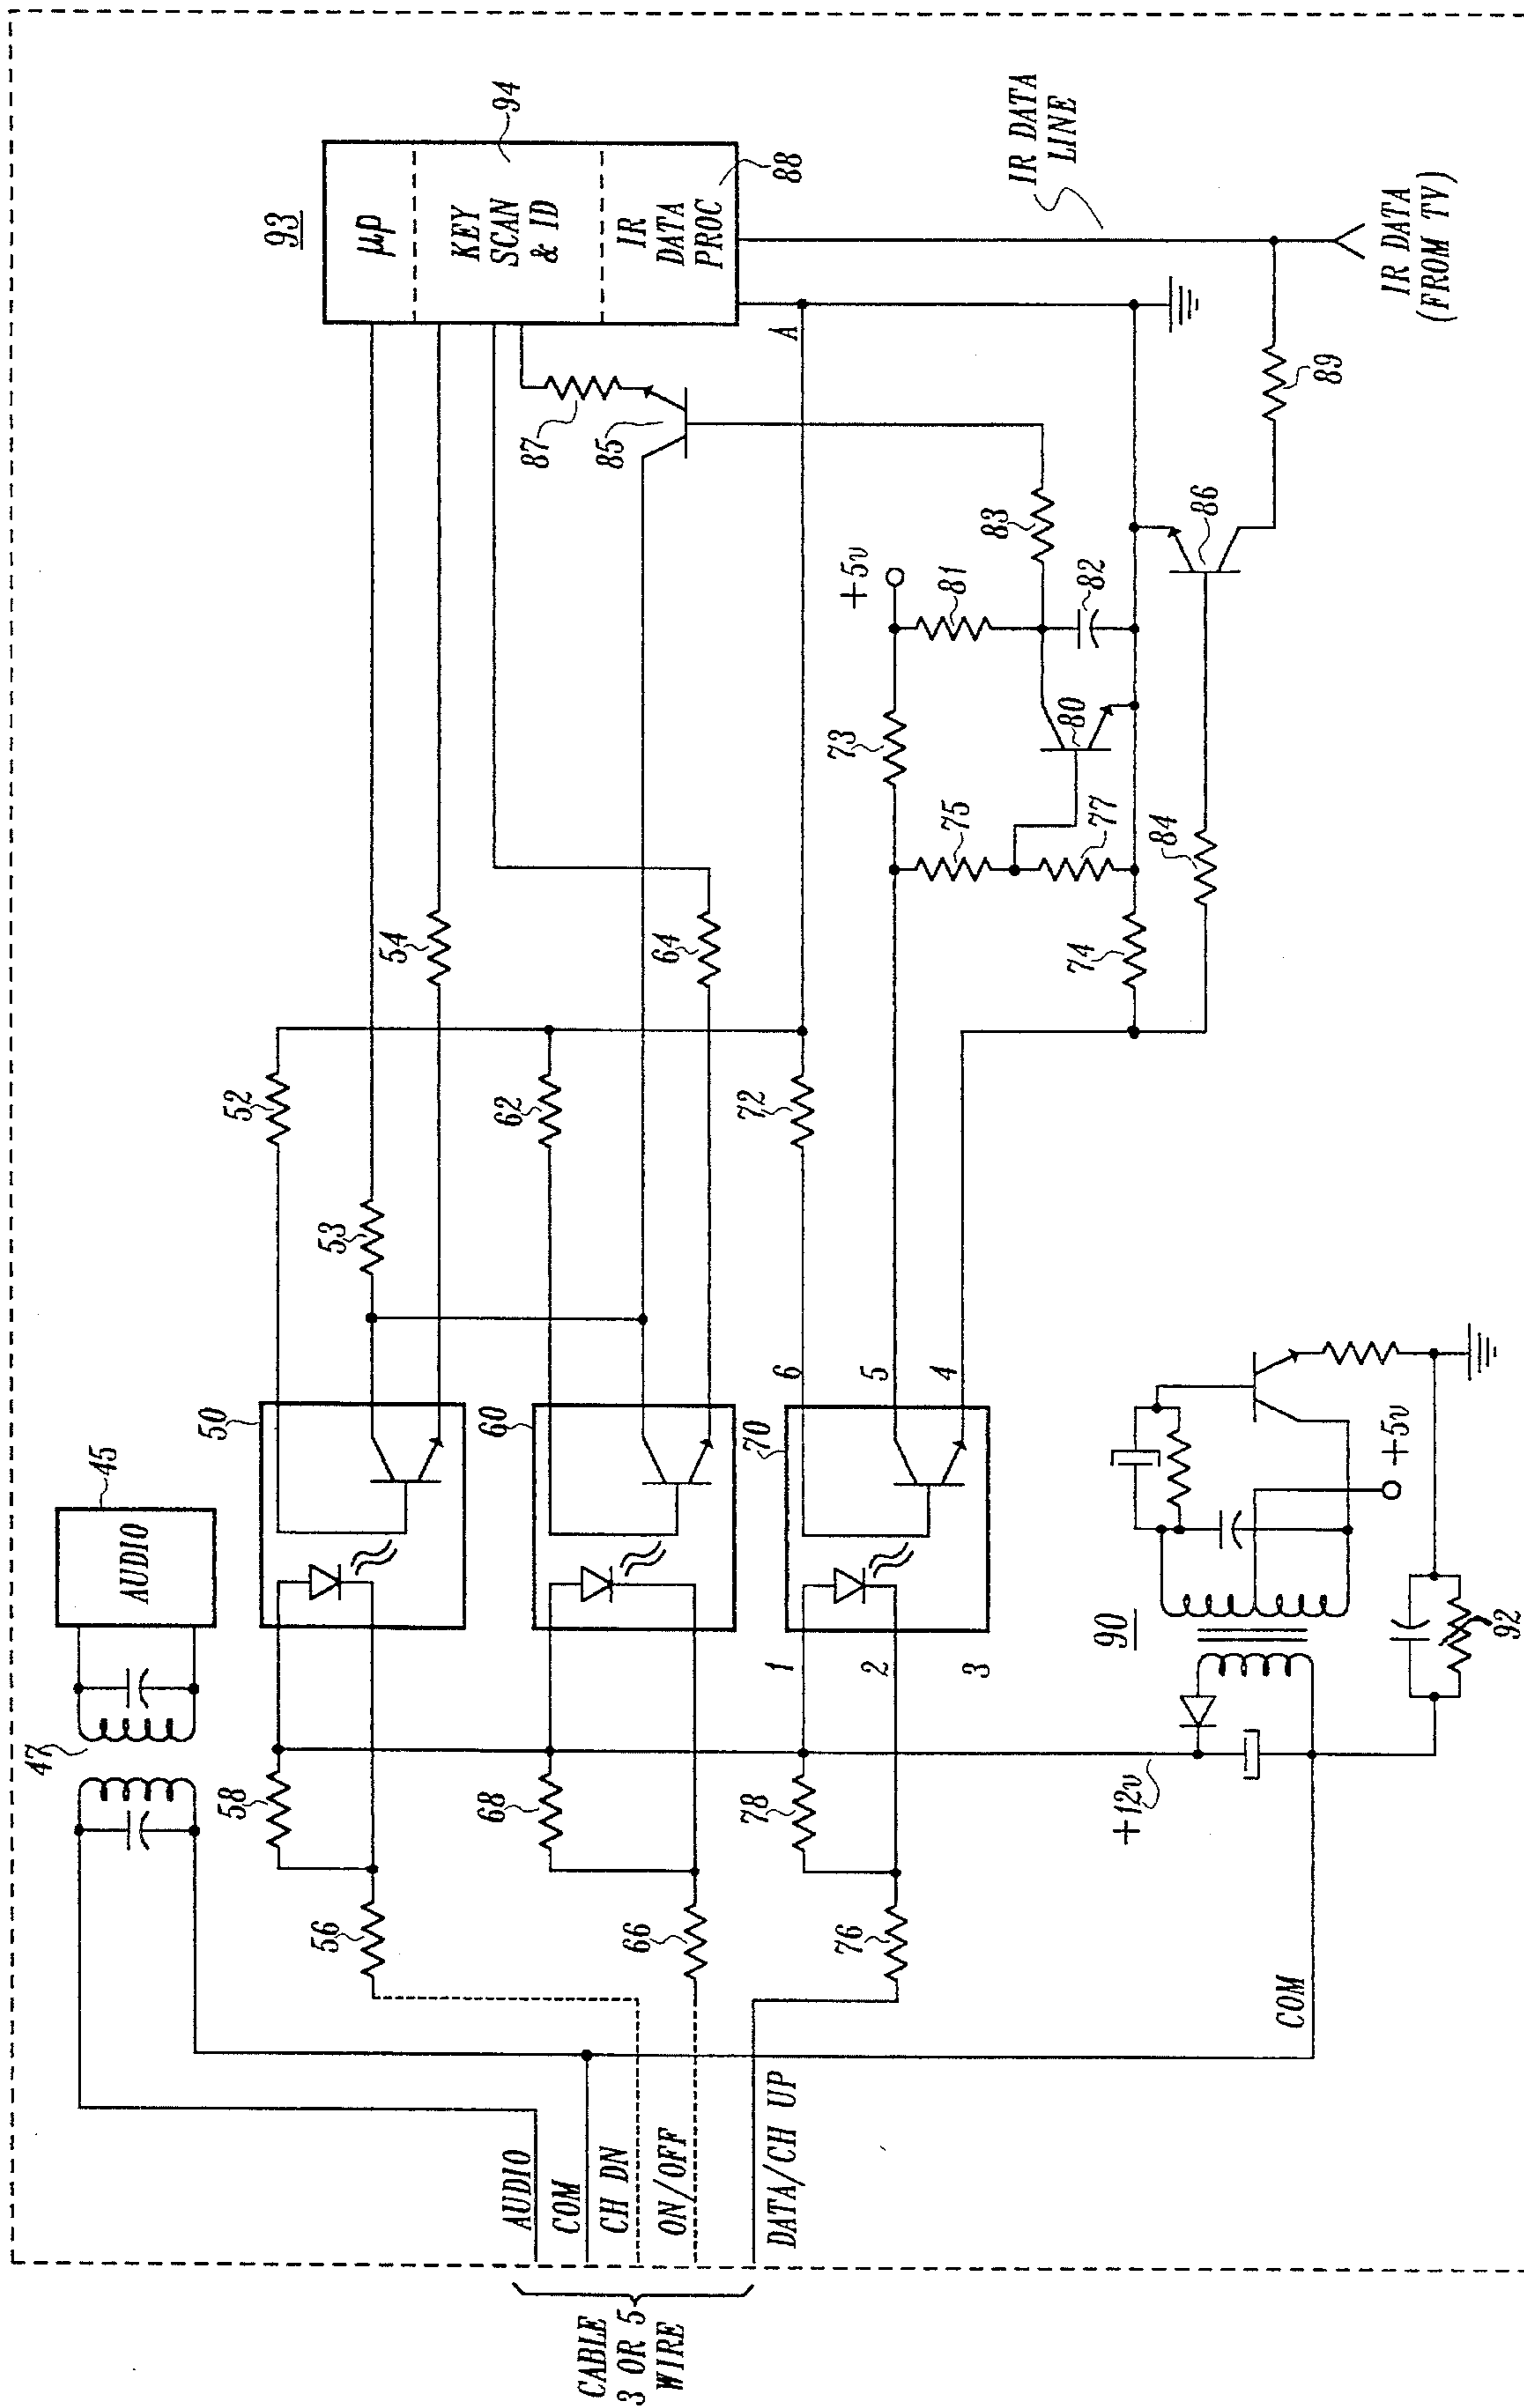 CABLE
3 OR 5
WIRE
AUDIO
COM
CH DN
ON/OFF
DATA/CH UP
COM
47
45
AUDIO
58
56
50
52
53
54
68
66
60
62
64
78
76
70
1
2
3
6
5
4
72
+12v
90
92
+5v
73
75
77
74
84
80
+5v
81
82
83
86
89
85
87
A
93
µp
KEY
SCAN
& ID
94
IR
DATA
PROC
88
IR DATA
LINE
IR DATA
(FROM TV)